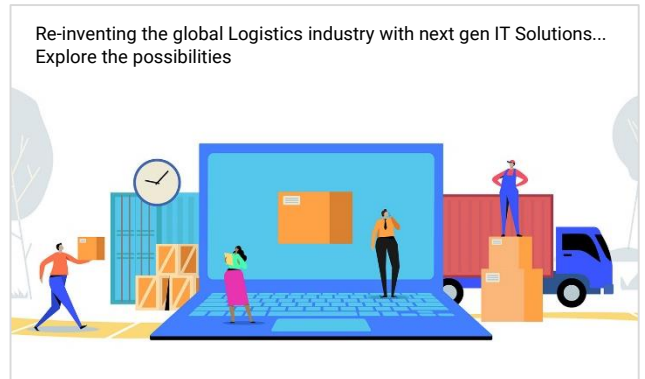 Re-inventing the global Logistics industry with next gen IT Solutions...
Explore the possibilities